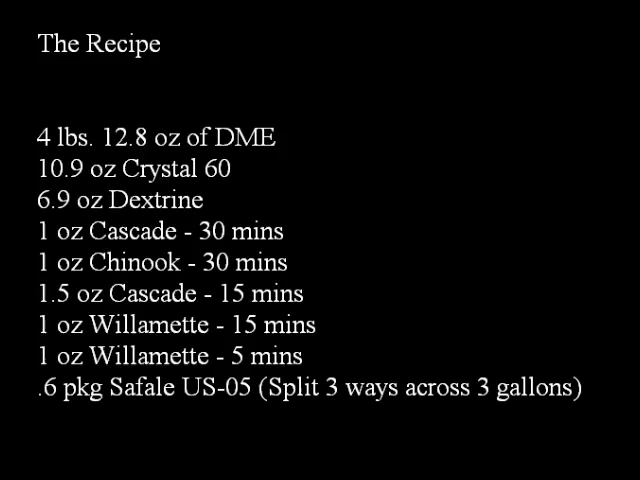 The Recipe
4 lbs. 12.8 oz of DME
10.9 oz Crystal 60
6.9 oz Dextrine
1 oz Cascade - 30 mins
1 oz Chinook - 30 mins
1.5 oz Cascade - 15 mins
1 oz Willamette - 15 mins
1 oz Willamette - 5 mins
.6 pkg Safale US-05 (Split 3 ways across 3 gallons)